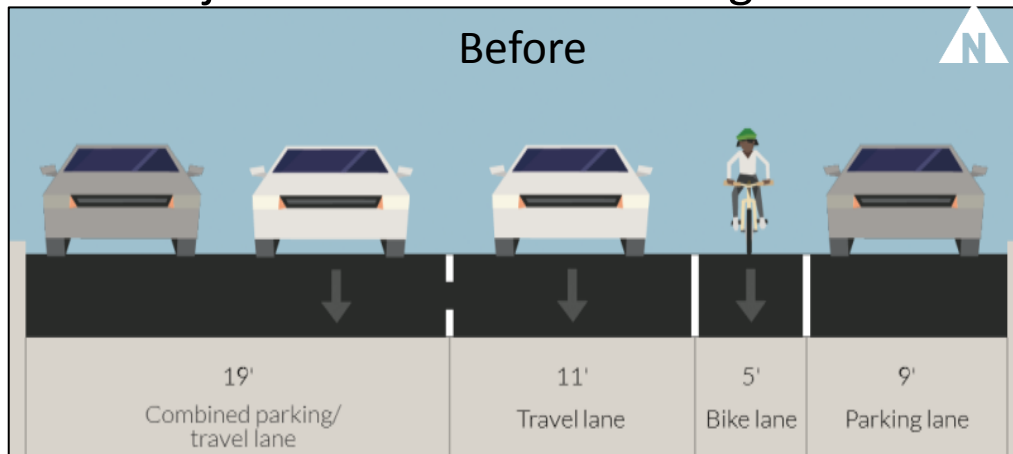 Before
N
19' 11' 5' 9'
Combined parking/
travel lane
Travel lane
Bike lane
Parking lane